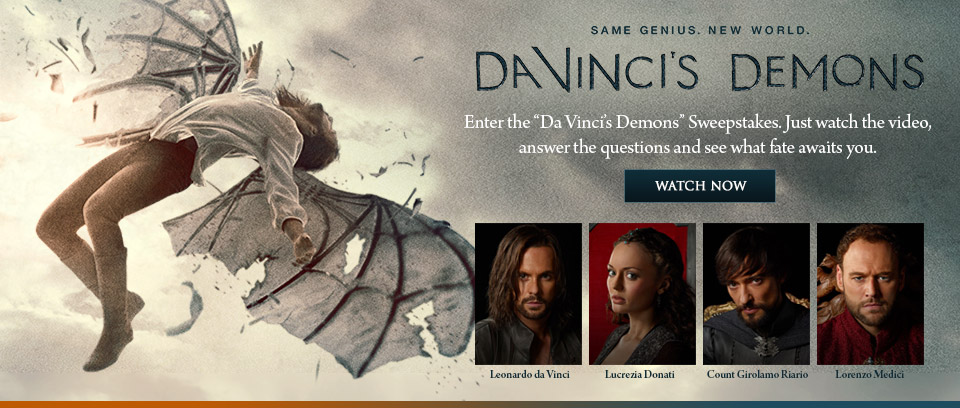 SAME GENIUS. NEW WORLD.
DAVINCI'S DEMONS
Enter the “Da Vinci’s Demons” Sweepstakes. Just watch the video,
answer the questions and see what fate awaits you.
WATCH NOW
Leonardo da Vinci
Lucrezia Donati
Count Girolamo Riario
Lorenzo Medici